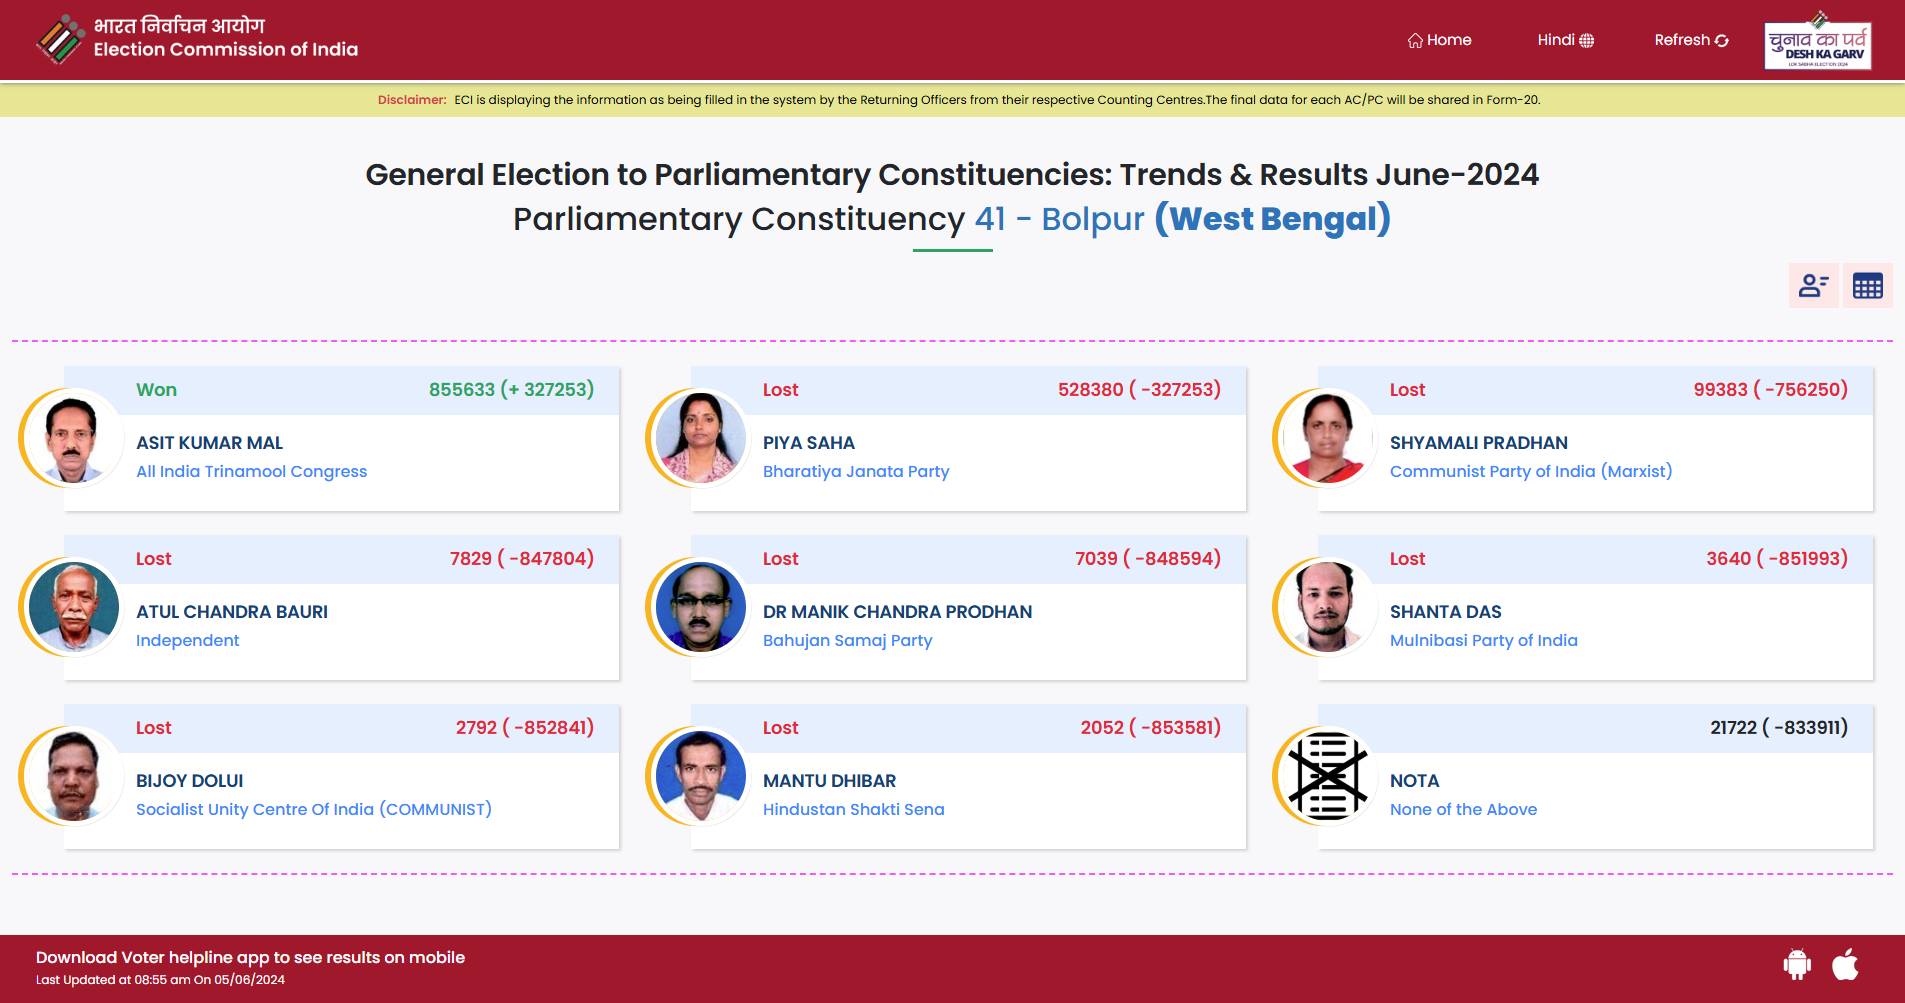 भारत निर्वाचन आयोग
Election Commission of India
Home
Hindi
Refresh
चुनाव का पर्व
DESH KA GARV
LOK SABHA ELECTION 2024
Disclaimer: ECI is displaying the information as being filled in the system by the Returning Officers from their respective Counting Centres.The final data for each AC/PC will be shared in Form-20.
General Election to Parliamentary Constituencies: Trends & Results June-2024
Parliamentary Constituency 41 - Bolpur (West Bengal)
Won 855633 (+ 327253)
ASIT KUMAR MAL
All India Trinamool Congress
Lost 528380 ( -327253)
PIYA SAHA
Bharatiya Janata Party
Lost 99383 ( -756250)
SHYAMALI PRADHAN
Communist Party of India (Marxist)
Lost 7829 ( -847804)
ATUL CHANDRA BAURI
Independent
Lost 7039 ( -848594)
DR MANIK CHANDRA PRODHAN
Bahujan Samaj Party
Lost 3640 ( -851993)
SHANTA DAS
Mulnibasi Party of India
Lost 2792 ( -852841)
BIJOY DOLUI
Socialist Unity Centre Of India (COMMUNIST)
Lost 2052 ( -853581)
MANTU DHIBAR
Hindustan Shakti Sena
21722 ( -833911)
NOTA
None of the Above
Download Voter helpline app to see results on mobile
Last Updated at 08:55 am On 05/06/2024